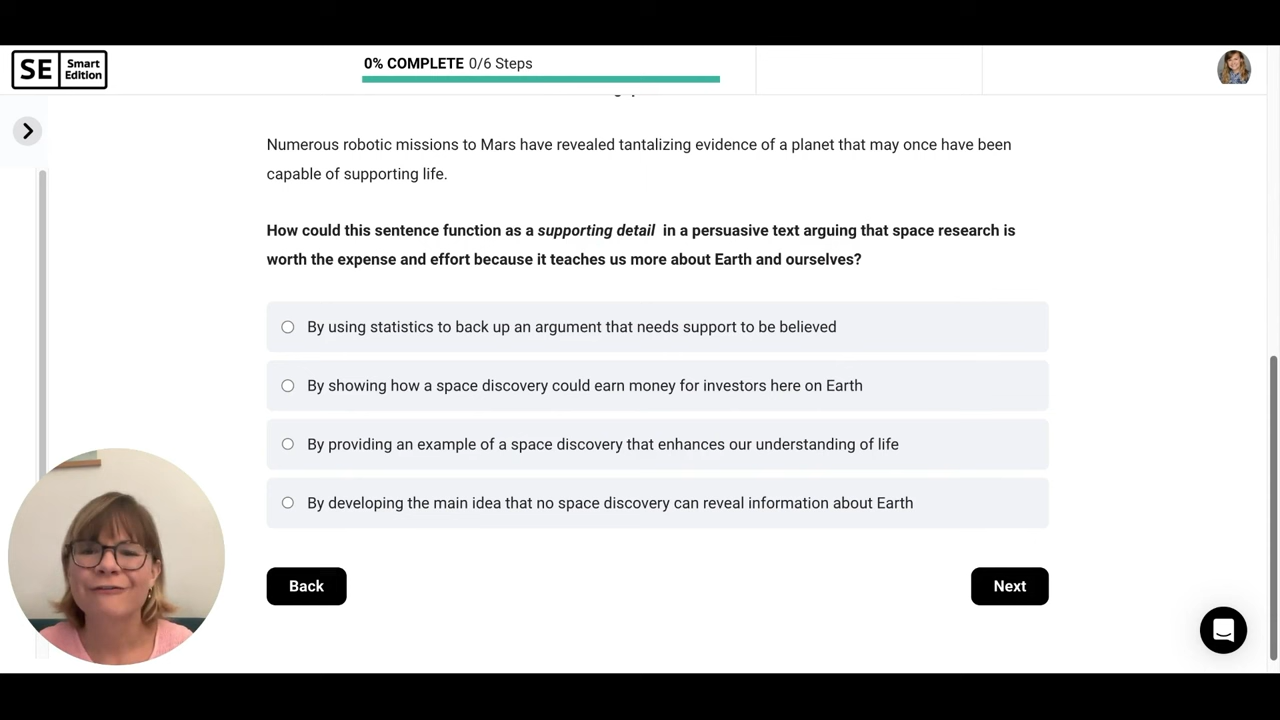 SE Smart Edition
0% COMPLETE 0/6 Steps
Numerous robotic missions to Mars have revealed tantalizing evidence of a planet that may once have been
capable of supporting life.
How could this sentence function as a supporting detail in a persuasive text arguing that space research is
worth the expense and effort because it teaches us more about Earth and ourselves?
By using statistics to back up an argument that needs support to be believed
By showing how a space discovery could earn money for investors here on Earth
By providing an example of a space discovery that enhances our understanding of life
By developing the main idea that no space discovery can reveal information about Earth
Back
Next